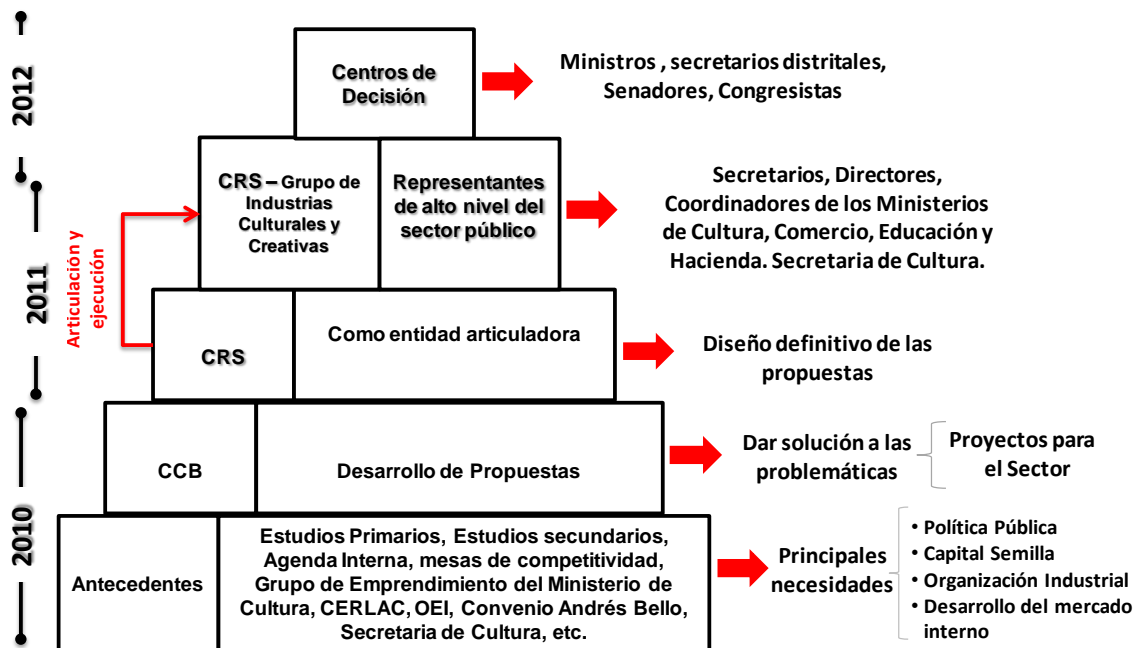 2012
Centros de
Decisión
Ministros , secretarios distritales,
Senadores, Congresistas
2011
Articulación y
ejecución
CRS – Grupo de
Industrias
Culturales y
Creativas
Representantes
de alto nivel del
sector público
Secretarios, Directores,
Coordinadores de los Ministerios
de Cultura, Comercio, Educación y
Hacienda. Secretaria de Cultura.
CRS
Como entidad articuladora
Diseño definitivo de las
propuestas
2010
CCB
Desarrollo de Propuestas
Dar solución a las
problemáticas
Proyectos para
el Sector
Antecedentes
Estudios Primarios, Estudios secundarios,
Agenda Interna, mesas de competitividad,
Grupo de Emprendimiento del Ministerio de
Cultura, CERLAC, OEI, Convenio Andrés Bello,
Secretaria de Cultura, etc.
Principales
necesidades
• Política Pública
• Capital Semilla
• Organización Industrial
• Desarrollo del mercado
interno